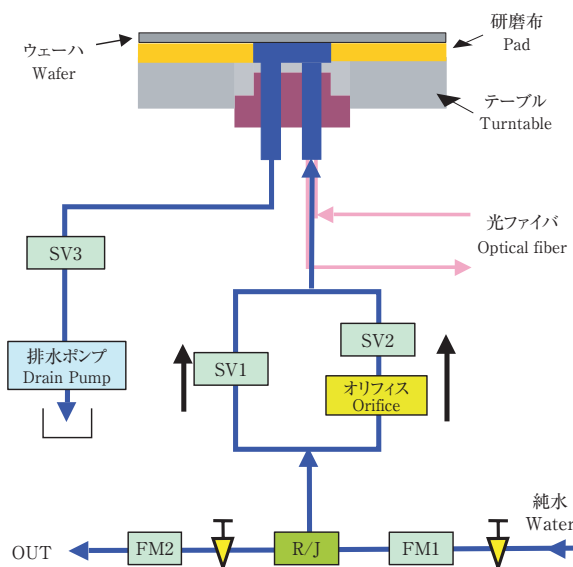 ウェーハ
Wafer
研磨布
Pad
テーブル
Turntable
光ファイバ
Optical fiber
SV3
排水ポンプ
Drain Pump
SV1
SV2
オリフィス
Orifice
純水
Water
OUT
FM2
R/J
FM1